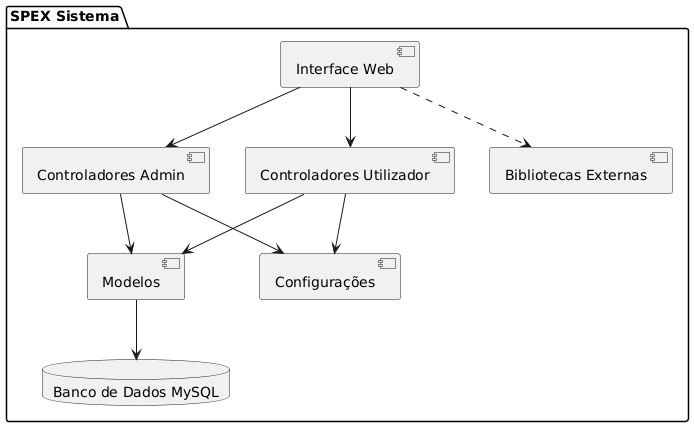 SPEX Sistema
Interface Web
Controladores Admin
Controladores Utilizador
Bibliotecas Externas
Modelos
Configurações
Banco de Dados MySQL